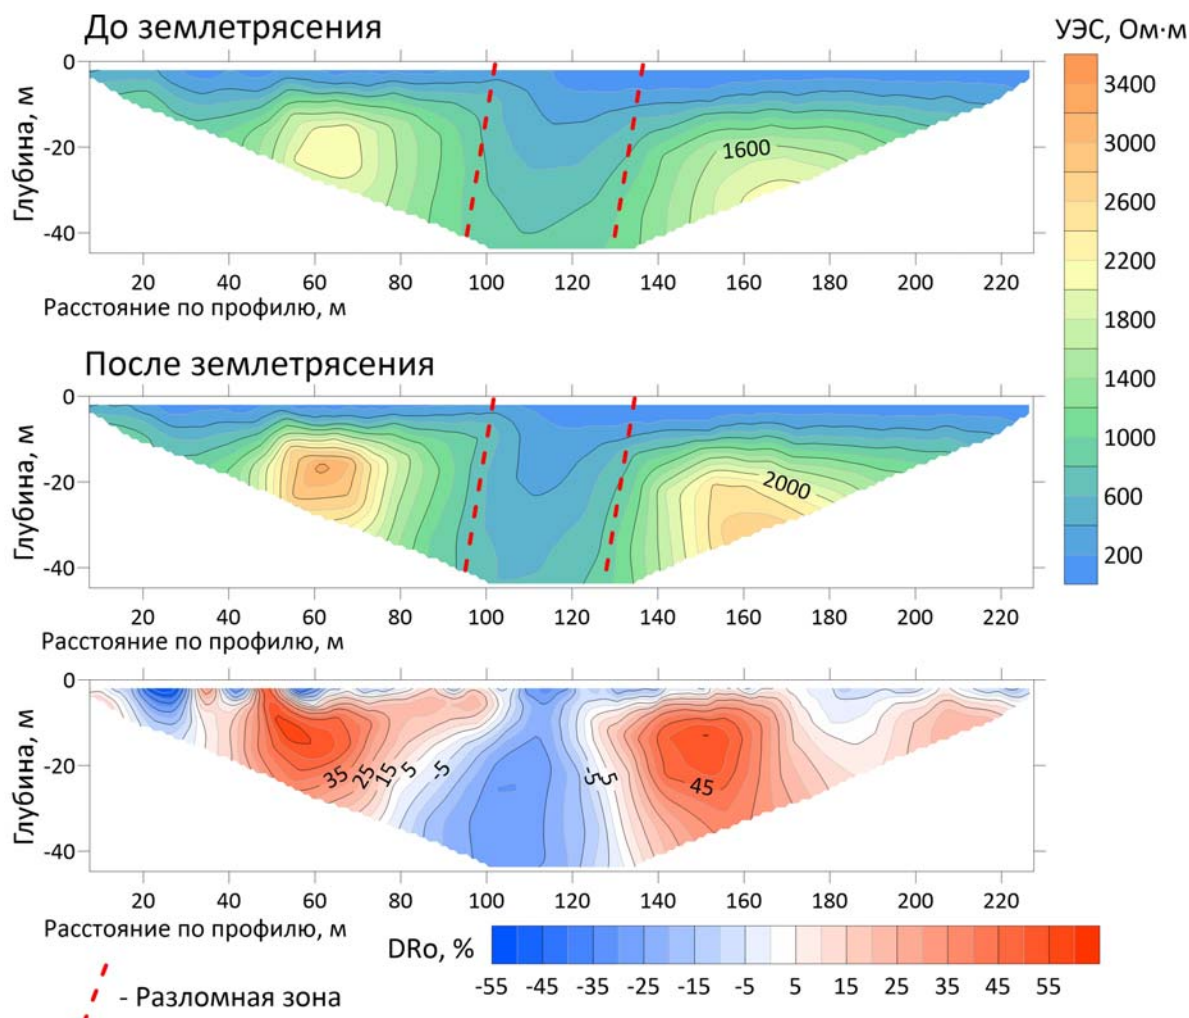 До землетрясения
УЭС, Ом·м
0
-20
-40
Глубина, м
1600
20 40 60 80 100 120 140 160 180 200 220
Расстояние по профилю, м
3400
3000
2600
2200
1800
1400
1000
600
200
После землетрясения
0
-20
-40
Глубина, м
2000
20 40 60 80 100 120 140 160 180 200 220
Расстояние по профилю, м
0
-20
-40
Глубина, м
35 25 15 5 -5 -5 5 45
20 40 60 80 100 120 140 160 180 200 220
Расстояние по профилю, м
DRo, %
-55 -45 -35 -25 -15 -5 5 15 25 35 45 55
- Разломная зона